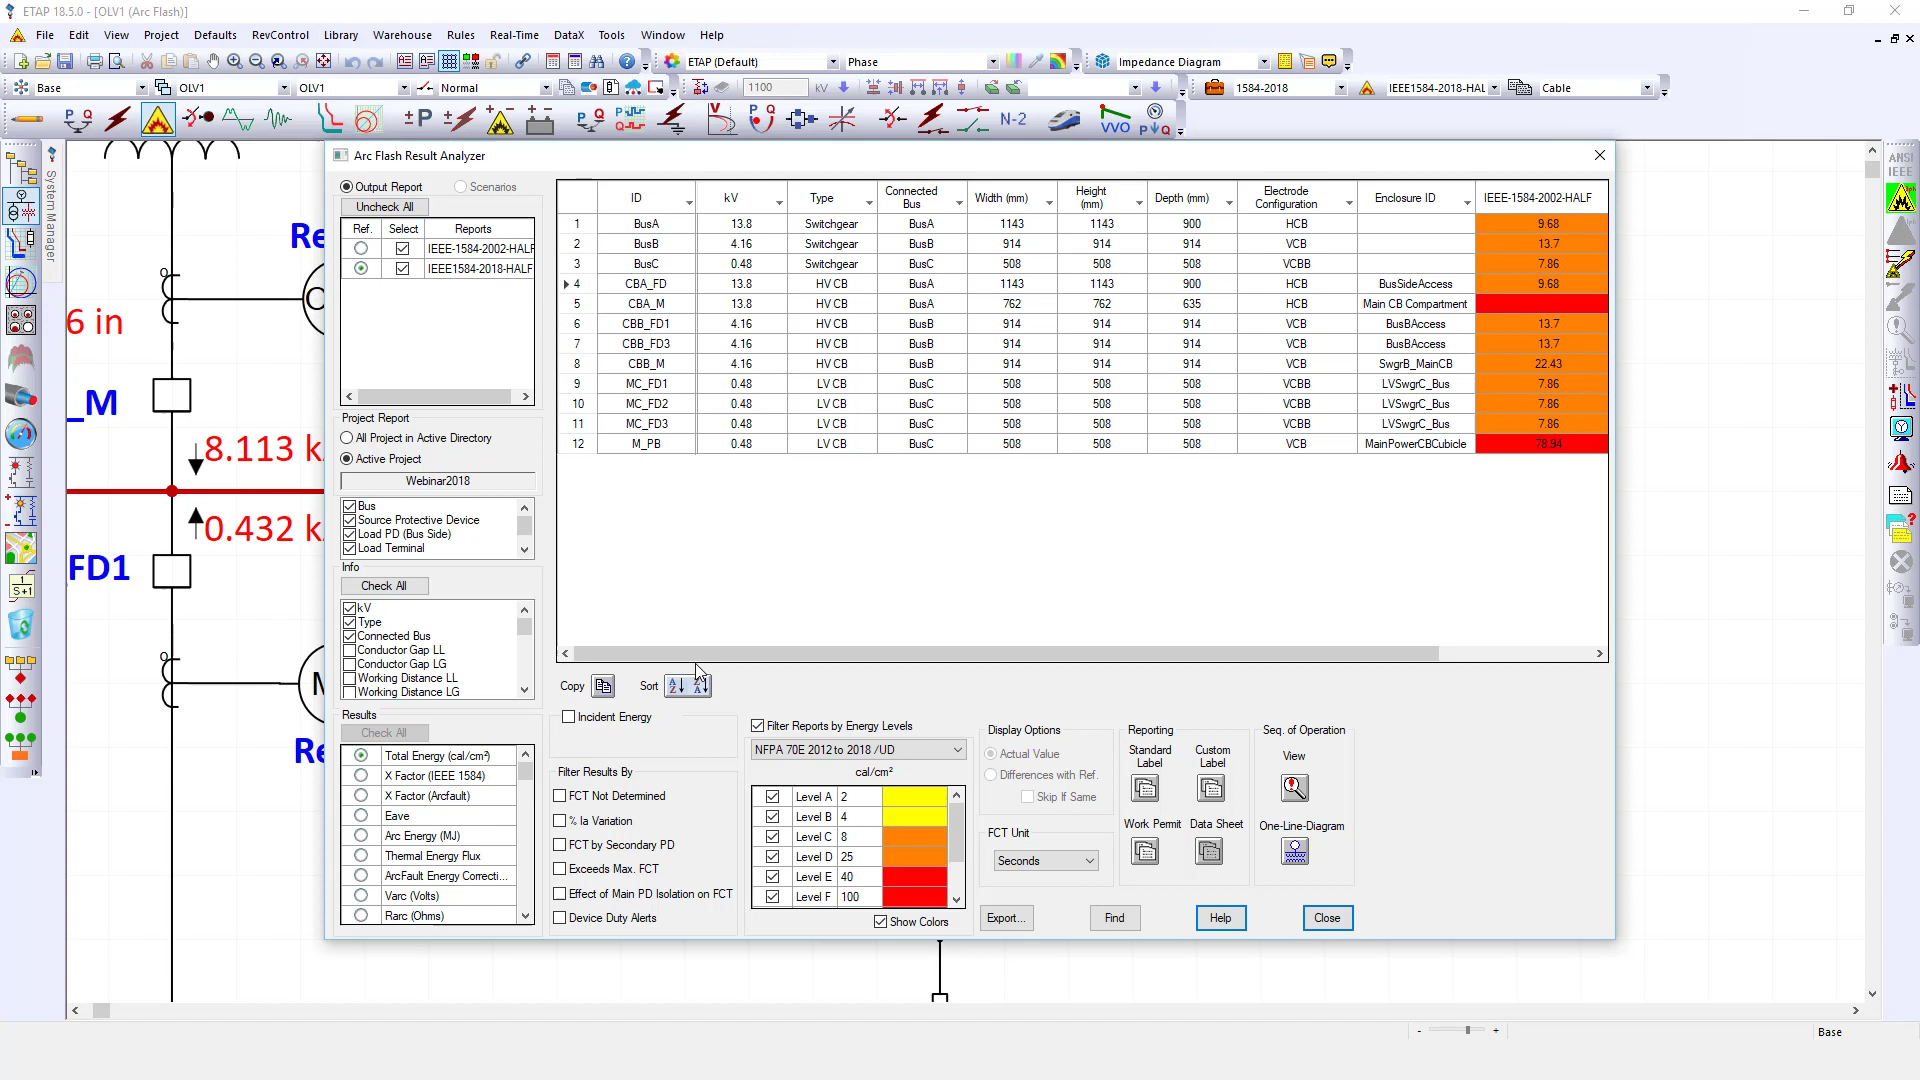 ETAP 18.5.0 - [OLV1 (Arc Flash)]
File Edit View Project Defaults RevControl Library Warehouse Rules Real-Time DataX Tools Window Help
ETAP (Default) Phase Impedance Diagram
Base OLV1 OLV1 Normal 1100 kV 1584-2018 IEEE1584-2018-HAL Cable
N-2
System Manager
ANSI
IEEE
Re
6 in
_M
8.113 k
0.432 k
FD1
Re
Arc Flash Result Analyzer
Output Report Scenarios
Uncheck All
Ref. Select Reports
IEEE-1584-2002-HALF
IEEE1584-2018-HALF
Project Report
All Project in Active Directory
Active Project
Webinar2018
Bus
Source Protective Device
Load PD (Bus Side)
Load Terminal
Info
Check All
kV
Type
Connected Bus
Conductor Gap LL
Conductor Gap LG
Working Distance LL
Working Distance LG
Results
Check All
Total Energy (cal/cm²)
X Factor (IEEE 1584)
X Factor (Arcfault)
Eave
Arc Energy (MJ)
Thermal Energy Flux
ArcFault Energy Correcti...
Varc (Volts)
Rarc (Ohms)
ID kV Type Connected Bus Width (mm) Height (mm) Depth (mm) Electrode Configuration Enclosure ID IEEE-1584-2002-HALF
1 BusA 13.8 Switchgear BusA 1143 1143 900 HCB 9.68
2 BusB 4.16 Switchgear BusB 914 914 914 VCB 13.7
3 BusC 0.48 Switchgear BusC 508 508 508 VCBB 7.86
4 CBA_FD 13.8 HV CB BusA 1143 1143 900 HCB BusSideAccess 9.68
5 CBA_M 13.8 HV CB BusA 762 762 635 HCB Main CB Compartment
6 CBB_FD1 4.16 HV CB BusB 914 914 914 VCB BusBAccess 13.7
7 CBB_FD3 4.16 HV CB BusB 914 914 914 VCB BusBAccess 13.7
8 CBB_M 4.16 HV CB BusB 914 914 914 VCB SwgrB_MainCB 22.43
9 MC_FD1 0.48 LV CB BusC 508 508 508 VCBB LVSwgrC_Bus 7.86
10 MC_FD2 0.48 LV CB BusC 508 508 508 VCBB LVSwgrC_Bus 7.86
11 MC_FD3 0.48 LV CB BusC 508 508 508 VCBB LVSwgrC_Bus 7.86
12 M_PB 0.48 LV CB BusC 508 508 508 VCB MainPowerCBCubicle 78.94
Copy Sort
Incident Energy
Filter Results By
FCT Not Determined
% Ia Variation
FCT by Secondary PD
Exceeds Max. FCT
Effect of Main PD Isolation on FCT
Device Duty Alerts
Filter Reports by Energy Levels
NFPA 70E 2012 to 2018 /UD
cal/cm²
Level A 2
Level B 4
Level C 8
Level D 25
Level E 40
Level F 100
Show Colors
Display Options
Actual Value
Differences with Ref.
Skip If Same
FCT Unit
Seconds
Reporting
Standard Label Custom Label
Work Permit Data Sheet
Seq. of Operation
View
One-Line-Diagram
Export... Find Help Close
Base